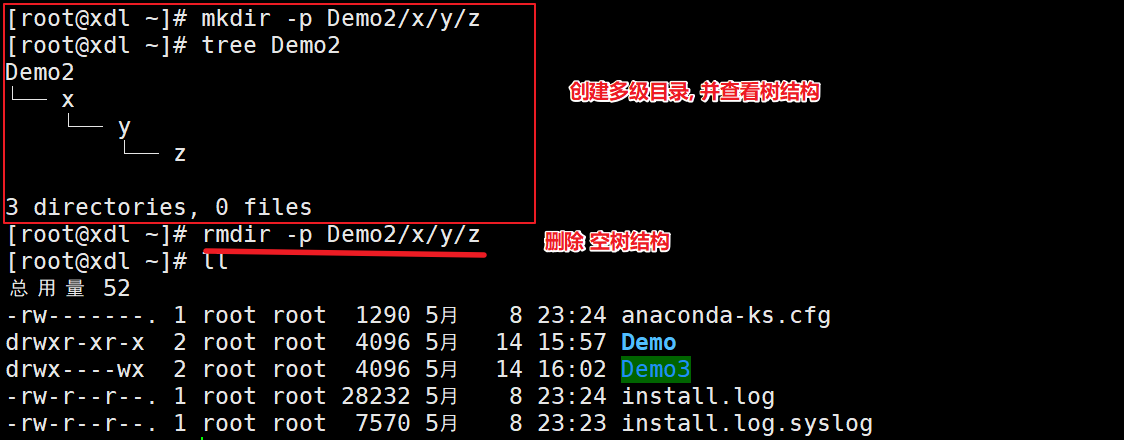 [root@xdl ~]# mkdir -p Demo2/x/y/z
[root@xdl ~]# tree Demo2
Demo2
└── x
    └── y
        └── z
创建多级目录, 并查看树结构
3 directories, 0 files
[root@xdl ~]# rmdir -p Demo2/x/y/z
删除 空树结构
[root@xdl ~]# ll
总用量 52
-rw-------. 1 root root  1290 5月   8 23:24 anaconda-ks.cfg
drwxr-xr-x  2 root root  4096 5月  14 15:57 Demo
drwx----wx  2 root root  4096 5月  14 16:02 Demo3
-rw-r--r--. 1 root root 28232 5月   8 23:24 install.log
-rw-r--r--. 1 root root  7570 5月   8 23:23 install.log.syslog